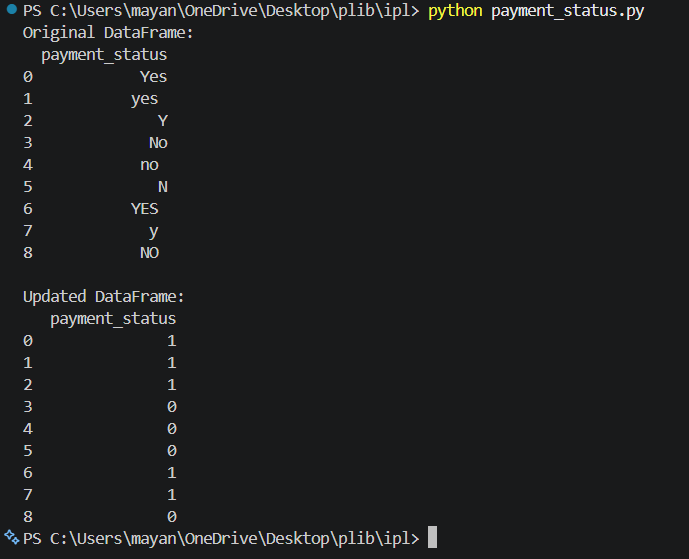 PS C:\Users\mayan\OneDrive\Desktop\plib\ipl> python payment_status.py
Original DataFrame:
  payment_status
0            Yes
1           yes
2              Y
3             No
4            no
5              N
6           YES
7             y
8            NO

Updated DataFrame:
   payment_status
0               1
1               1
2               1
3               0
4               0
5               0
6               1
7               1
8               0
PS C:\Users\mayan\OneDrive\Desktop\plib\ipl>